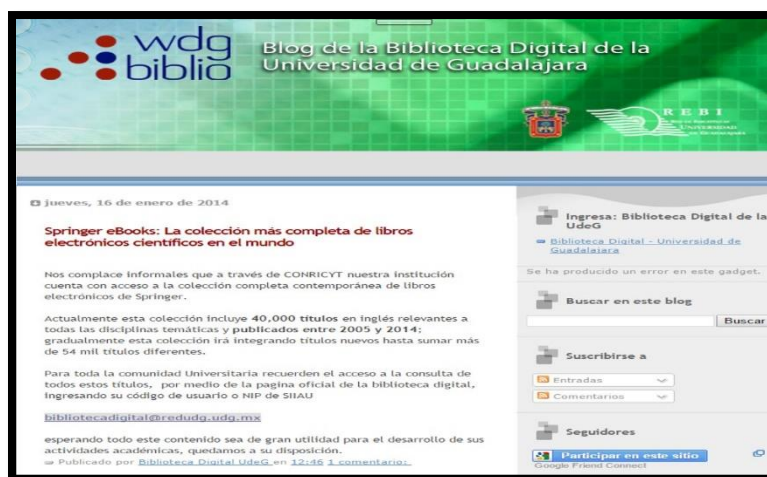 wdg
biblio
Blog de la Biblioteca Digital de la
Universidad de Guadalajara
REBI
jueves, 16 de enero de 2014
Springer eBooks: La colección más completa de libros
electrónicos científicos en el mundo
Nos complace informales que a través de CONRICYT nuestra institución
cuenta con acceso a la colección completa contemporánea de libros
electrónicos de Springer.
Actualmente esta colección incluye 40,000 títulos en inglés relevantes a
todas las disciplinas temáticas y publicados entre 2005 y 2014;
gradualmente esta colección irá integrando títulos nuevos hasta sumar más
de 54 mil títulos diferentes.
Para toda la comunidad Universitaria recuerden el acceso a la consulta de
todos estos títulos, por medio de la pagina oficial de la biblioteca digital,
ingresando su código de usuario o NIP de SIIAU
bibliotecadigital@redudg.udg.mx
esperando todo este contenido sea de gran utilidad para el desarrollo de sus
actividades académicas, quedamos a su disposición.
Publicado por Biblioteca Digital UdeG en 12:46 1 comentario:
Ingresa: Biblioteca Digital de la
UdeG
Biblioteca Digital - Universidad de
Guadalajara
Se ha producido un error en este gadget.
Buscar en este blog
Buscar
Suscribirse a
Entradas
Comentarios
Seguidores
Participar en este sitio
Google Friend Connect